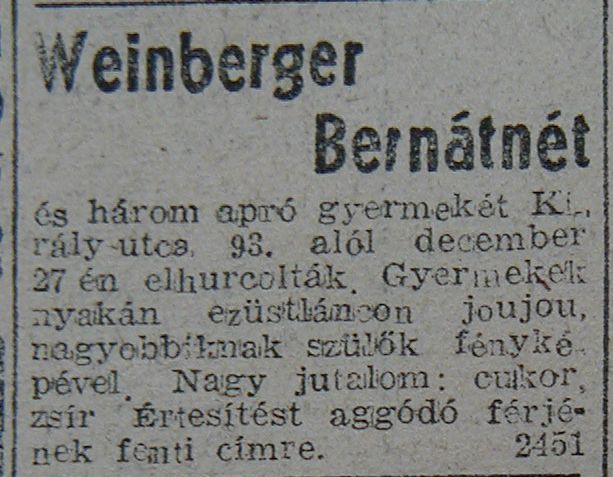 Weinberger
Bernátnét
és három apró gyermekét Ki-
rály-utca 93. alól december
27 én elhurcolták. Gyermekek
nyakán ezüstláncon joujou,
nagyobbiknak szülők fényké
pével. Nagy jutalom: cukor,
zsír Értesítést aggódó férjé-
nek fenti címre. 2451